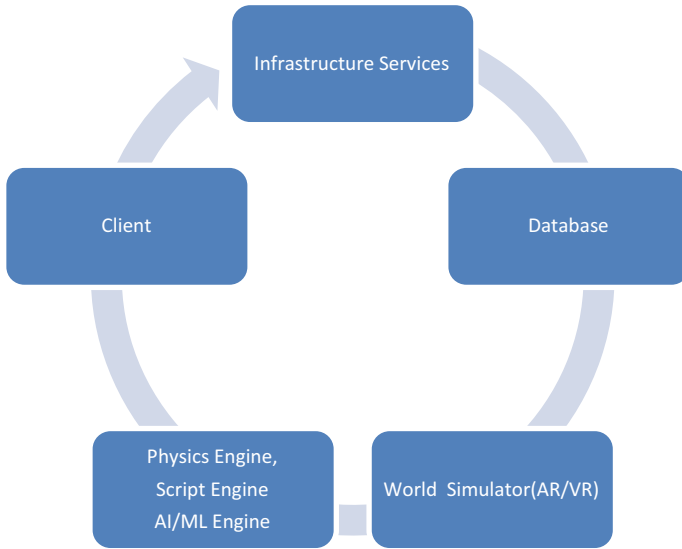 Infrastructure Services
Database
World  Simulator(AR/VR)
Physics Engine,
Script Engine
AI/ML Engine
Client